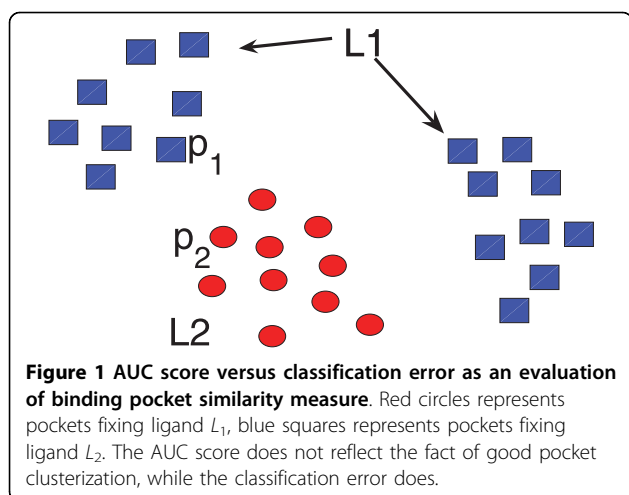 L1
p1
p2
L2
Figure 1 AUC score versus classification error as an evaluation
of binding pocket similarity measure. Red circles represents
pockets fixing ligand L1, blue squares represents pockets fixing
ligand L2. The AUC score does not reflect the fact of good pocket
clusterization, while the classification error does.